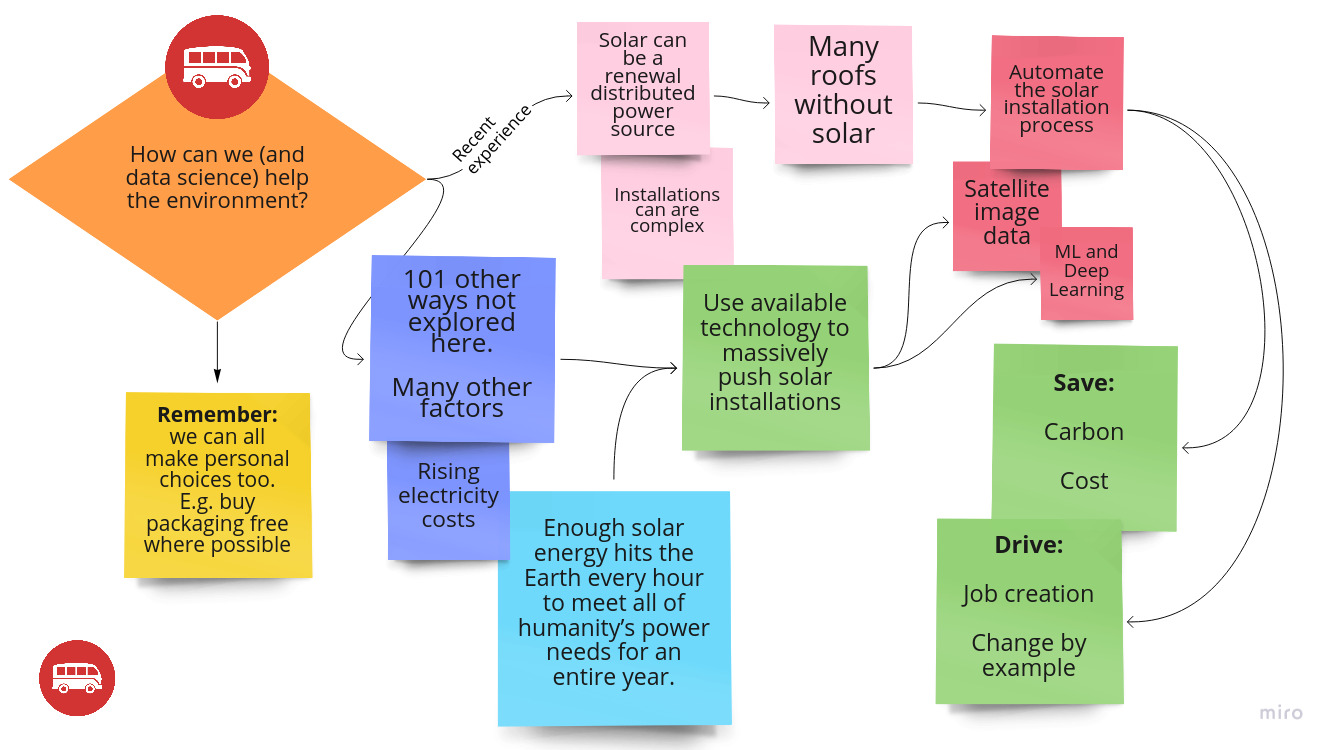 How can we (and
data science) help
the environment?
Recent
experience
Solar can
be a
renewal
distributed
power
source
Installations
can are
complex
Many
roofs
without
solar
Automate
the solar
installation
process
Satellite
image
data
ML and
Deep
Learning
101 other
ways not
explored
here.
Many other
factors
Rising
electricity
costs
Use available
technology to
massively
push solar
installations
Remember:
we can all
make personal
choices too.
E.g. buy
packaging free
where possible
Enough solar
energy hits the
Earth every hour
to meet all of
humanity’s power
needs for an
entire year.
Save:
Carbon
Cost
Drive:
Job creation
Change by
example
miro